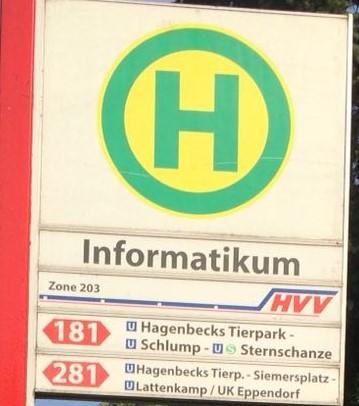 H
Informatikum
Zone 203
HVV
181 U Hagenbecks Tierpark -
U Schlump - U S Sternschanze
281 U Hagenbecks Tierp. - Siemersplatz -
U Lattenkamp / UK Eppendorf